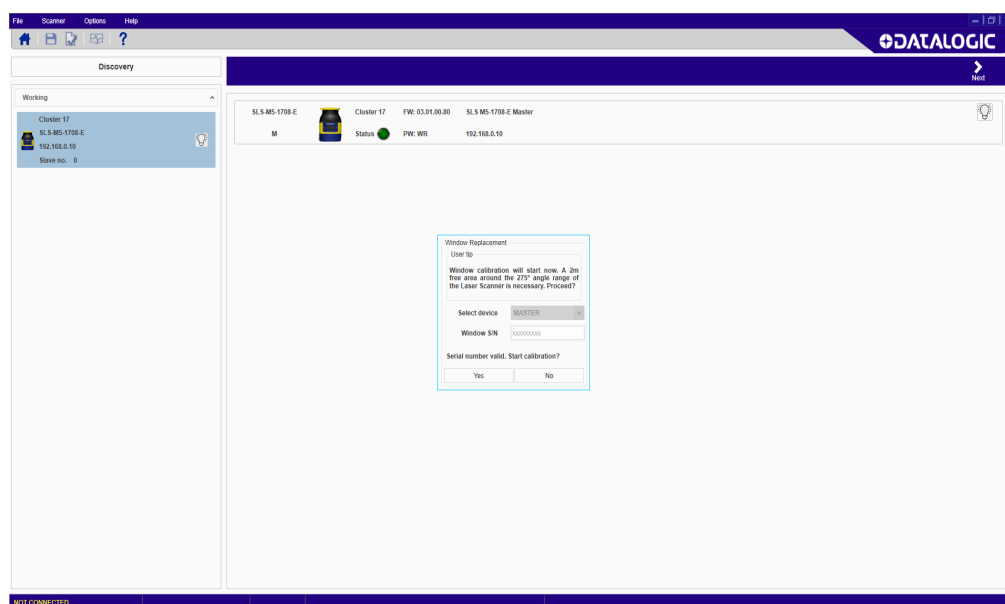 File Scanner Options Help
DATALOGIC
Discovery
Next
Working
Cluster 17
SLS-M5-1708-E
192.168.0.10
Slave no. 0
SLS-M5-1708-E Cluster 17 FW: 03.01.00.80 SLS M5-1708-E Master
M Status PW: WR 192.168.0.10
Window Replacement
User tip
Window calibration will start now. A 2m
free area around the 275° angle range of
the Laser Scanner is necessary. Proceed?
Select device MASTER
Window S/N xxxxxxxxx
Serial number valid. Start calibration?
Yes No
NOT CONNECTED